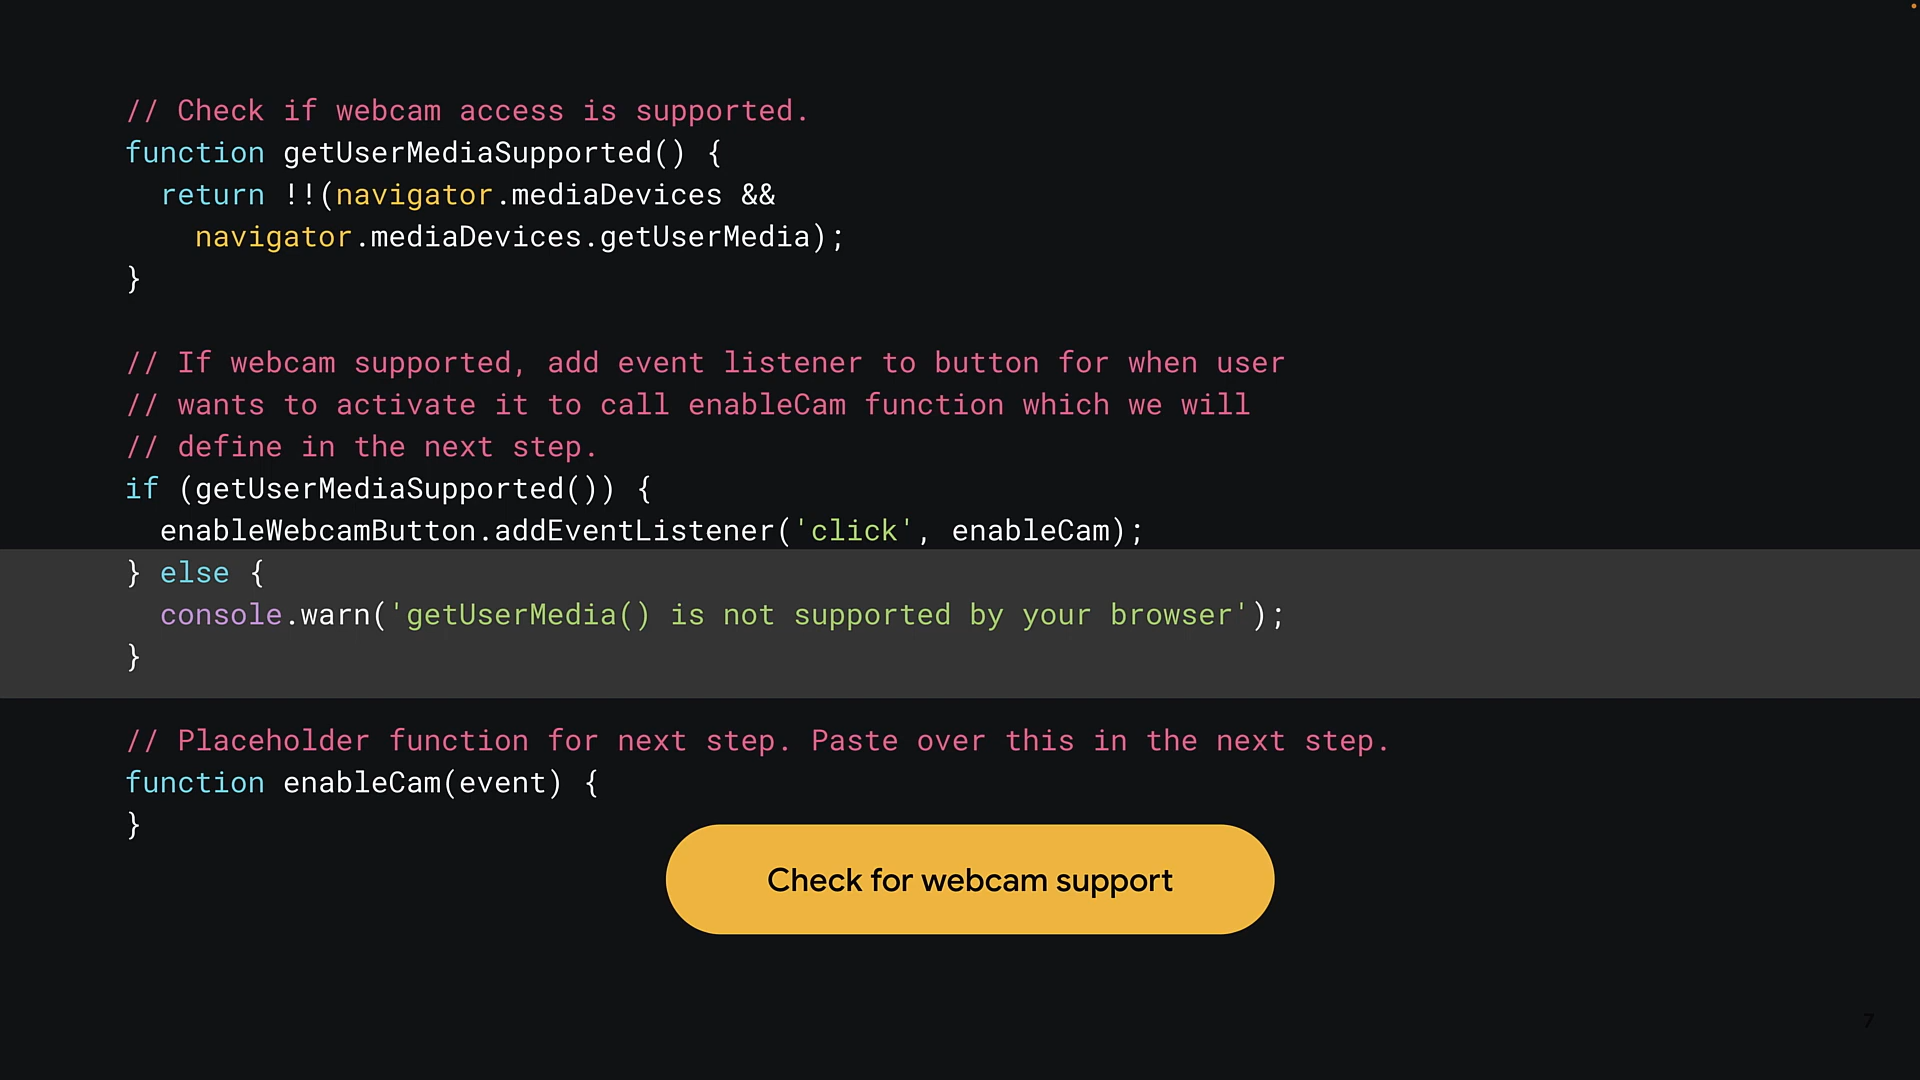 // Check if webcam access is supported.
function getUserMediaSupported() {
  return !!(navigator.mediaDevices &&
    navigator.mediaDevices.getUserMedia);
}
// If webcam supported, add event listener to button for when user
// wants to activate it to call enableCam function which we will
// define in the next step.
if (getUserMediaSupported()) {
  enableWebcamButton.addEventListener('click', enableCam);
} else {
  console.warn('getUserMedia() is not supported by your browser');
}
// Placeholder function for next step. Paste over this in the next step.
function enableCam(event) {
}
Check for webcam support
7